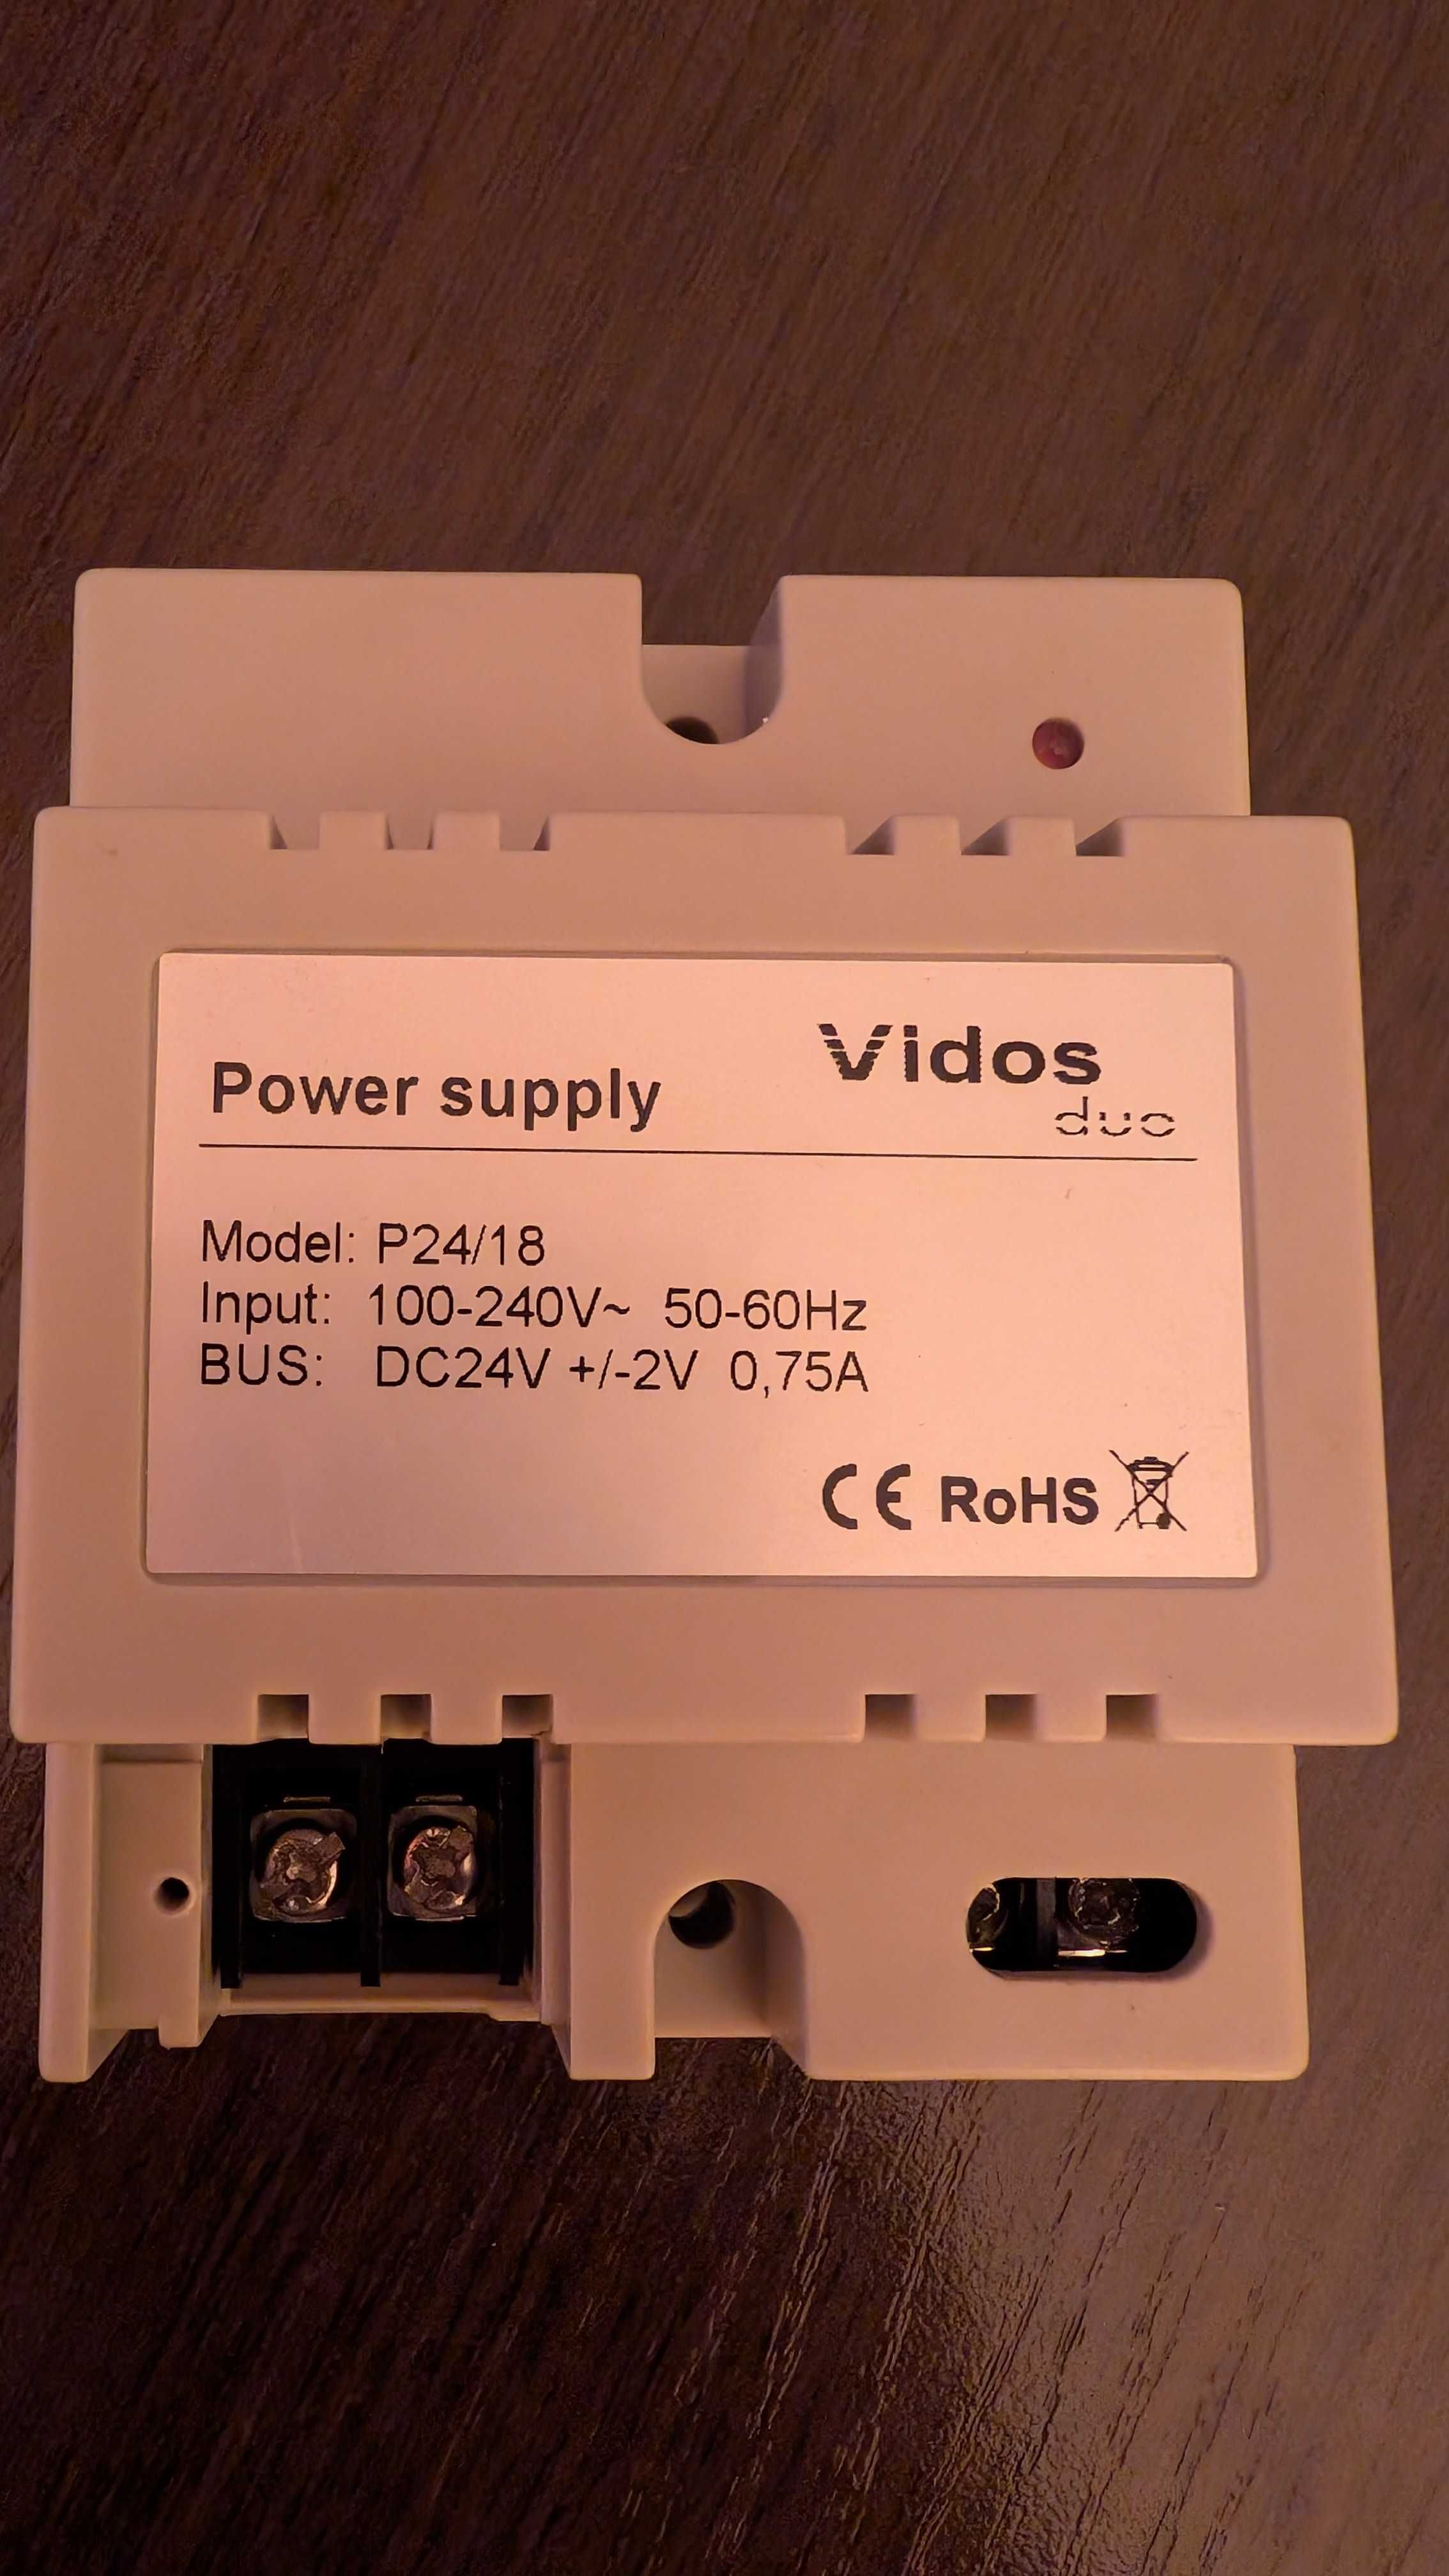 Vidos
duo
Power supply
Model: P24/18
Input: 100-240V~ 50-60Hz
BUS: DC24V +/-2V 0,75A
CE RoHS